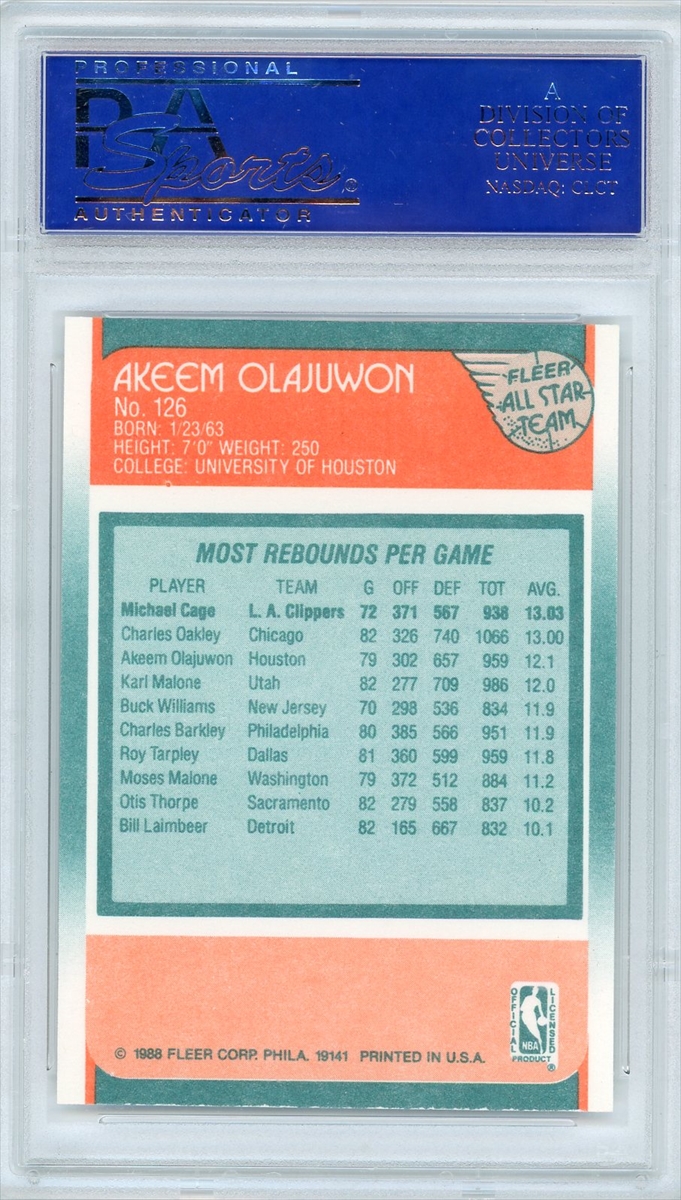 PROFESSIONAL
PSA
Sports
AUTHENTICATOR
A
DIVISION OF
COLLECTORS
UNIVERSE
NASDAQ: CLCT
AKEEM OLAJUWON
No. 126
BORN: 1/23/63
HEIGHT: 7'0" WEIGHT: 250
COLLEGE: UNIVERSITY OF HOUSTON
FLEER
ALL STAR
TEAM
MOST REBOUNDS PER GAME
PLAYER TEAM G OFF DEF TOT AVG.
Michael Cage L. A. Clippers 72 371 567 938 13.03
Charles Oakley Chicago 82 326 740 1066 13.00
Akeem Olajuwon Houston 79 302 657 959 12.1
Karl Malone Utah 82 277 709 986 12.0
Buck Williams New Jersey 70 298 536 834 11.9
Charles Barkley Philadelphia 80 385 566 951 11.9
Roy Tarpley Dallas 81 360 599 959 11.8
Moses Malone Washington 79 372 512 884 11.2
Otis Thorpe Sacramento 82 279 558 837 10.2
Bill Laimbeer Detroit 82 165 667 832 10.1
OFFICIAL
LICENSED
NBA
PRODUCT
®
© 1988 FLEER CORP. PHILA. 19141 PRINTED IN U.S.A.